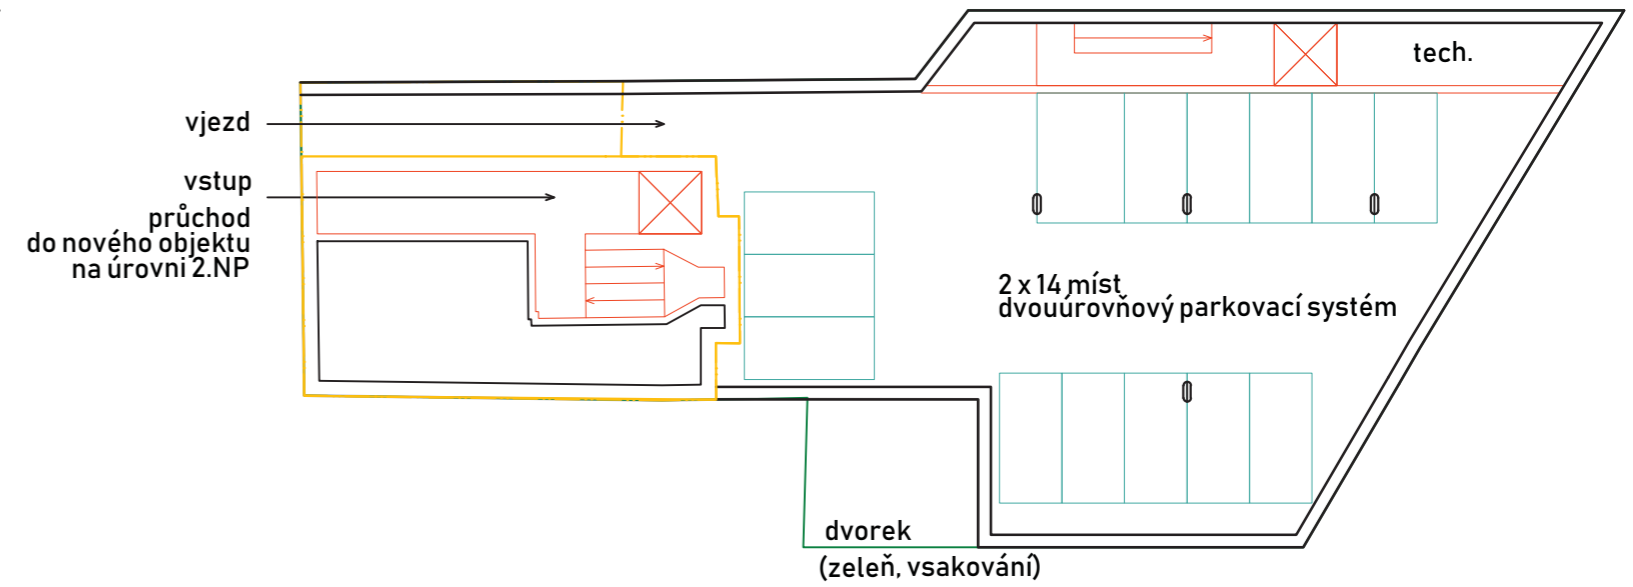 tech.
vjezd
vstup
průchod
do nového objektu
na úrovni 2.NP
2 x 14 míst
dvouúrovňový parkovací systém
dvorek
(zeleň, vsakování)